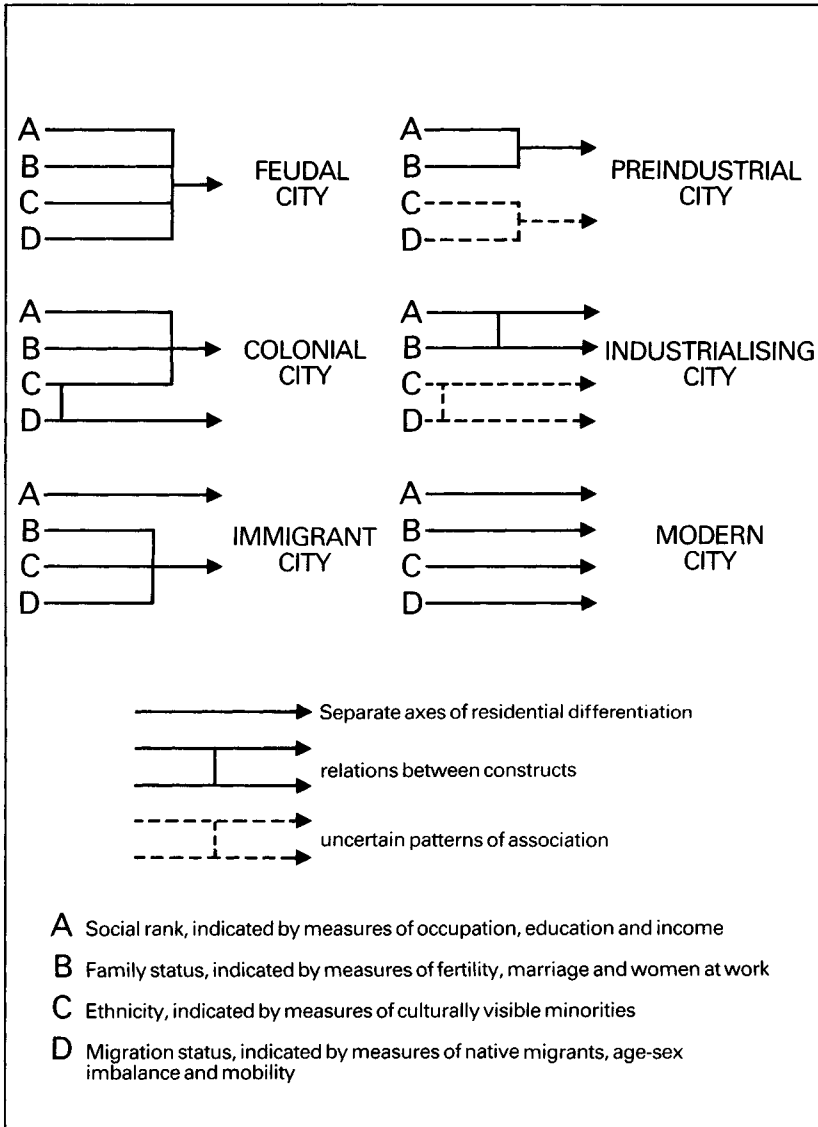 A
B
C
D
FEUDAL
CITY
A
B
C
D
PREINDUSTRIAL
CITY
A
B
C
D
COLONIAL
CITY
A
B
C
D
INDUSTRIALISING
CITY
A
B
C
D
IMMIGRANT
CITY
A
B
C
D
MODERN
CITY
Separate axes of residential differentiation
relations between constructs
uncertain patterns of association
A Social rank, indicated by measures of occupation, education and income
B Family status, indicated by measures of fertility, marriage and women at work
C Ethnicity, indicated by measures of culturally visible minorities
D Migration status, indicated by measures of native migrants, age-sex
imbalance and mobility